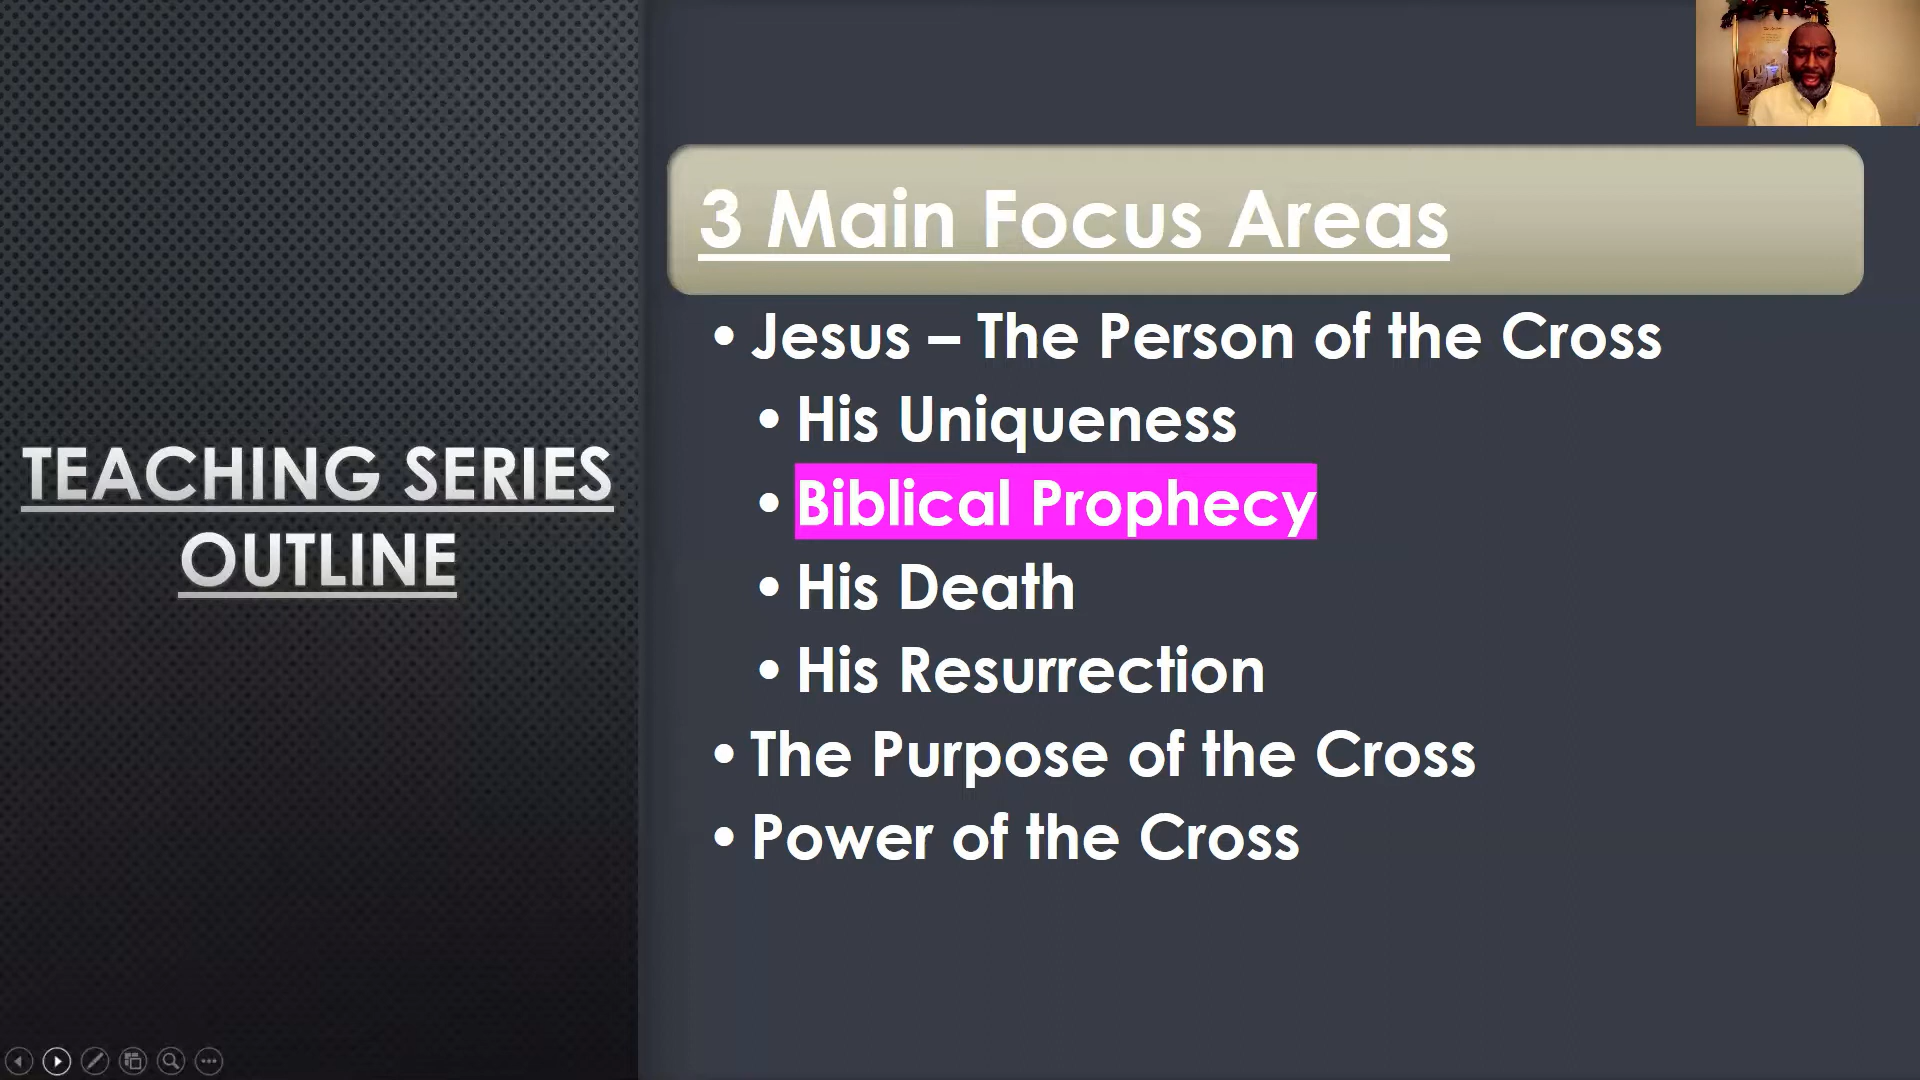 TEACHING SERIES
OUTLINE
3 Main Focus Areas
• Jesus – The Person of the Cross
• His Uniqueness
• Biblical Prophecy
• His Death
• His Resurrection
• The Purpose of the Cross
• Power of the Cross